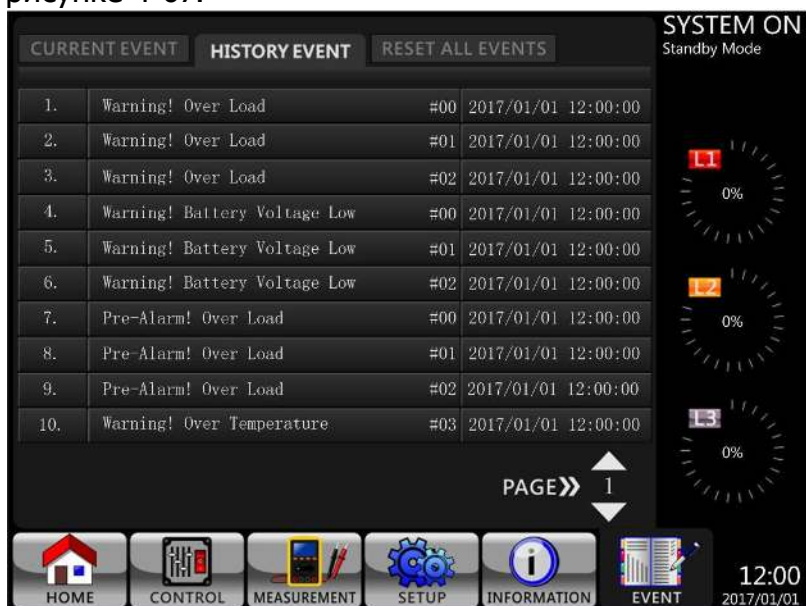 рисунке 4-67.
SYSTEM ON
Standby Mode
CURRENT EVENT HISTORY EVENT RESET ALL EVENTS
1. Warning! Over Load #00 2017/01/01 12:00:00
2. Warning! Over Load #01 2017/01/01 12:00:00
3. Warning! Over Load #02 2017/01/01 12:00:00
4. Warning! Battery Voltage Low #00 2017/01/01 12:00:00
5. Warning! Battery Voltage Low #01 2017/01/01 12:00:00
6. Warning! Battery Voltage Low #02 2017/01/01 12:00:00
7. Pre-Alarm! Over Load #00 2017/01/01 12:00:00
8. Pre-Alarm! Over Load #01 2017/01/01 12:00:00
9. Pre-Alarm! Over Load #02 2017/01/01 12:00:00
10. Warning! Over Temperature #03 2017/01/01 12:00:00
L1
0%
L2
0%
L3
0%
PAGE» 1
HOME CONTROL MEASUREMENT SETUP INFORMATION EVENT
12:00
2017/01/01